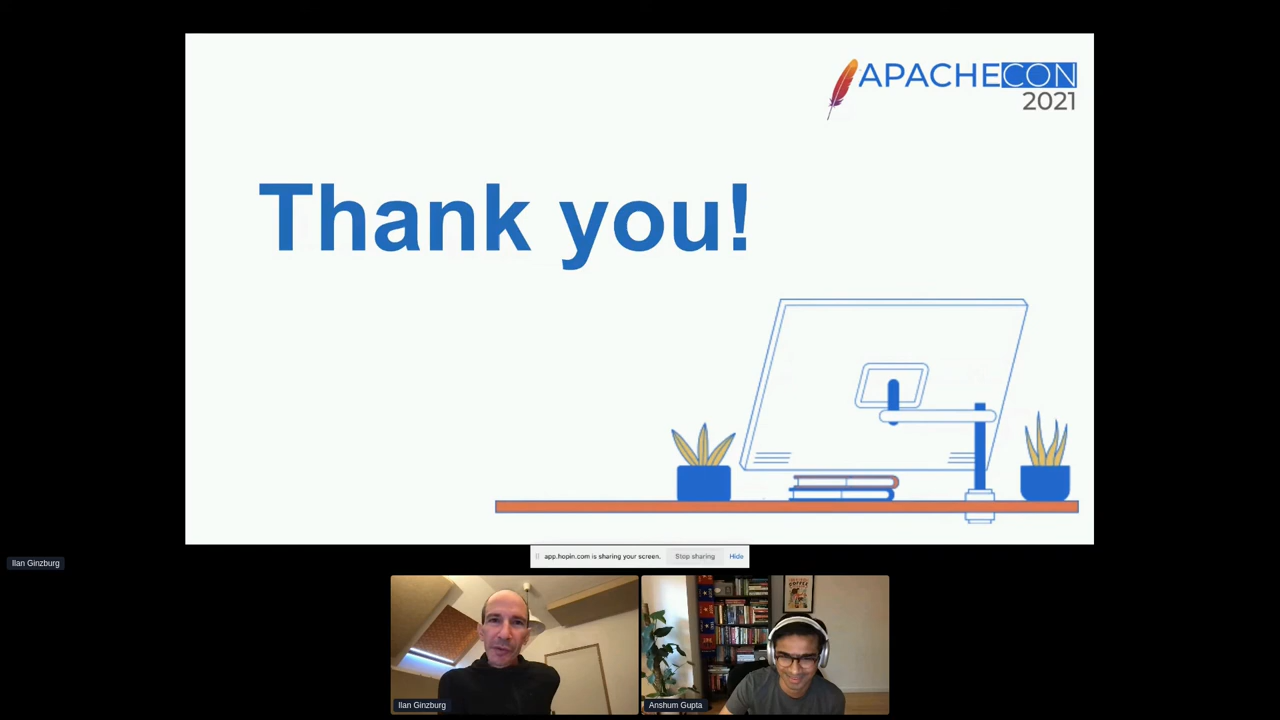 APACHECON
2021
Thank you!
Ilan Ginzburg
app.hopin.com is sharing your screen.
Stop sharing
Hide
Ilan Ginzburg
Anshum Gupta
COFFEE